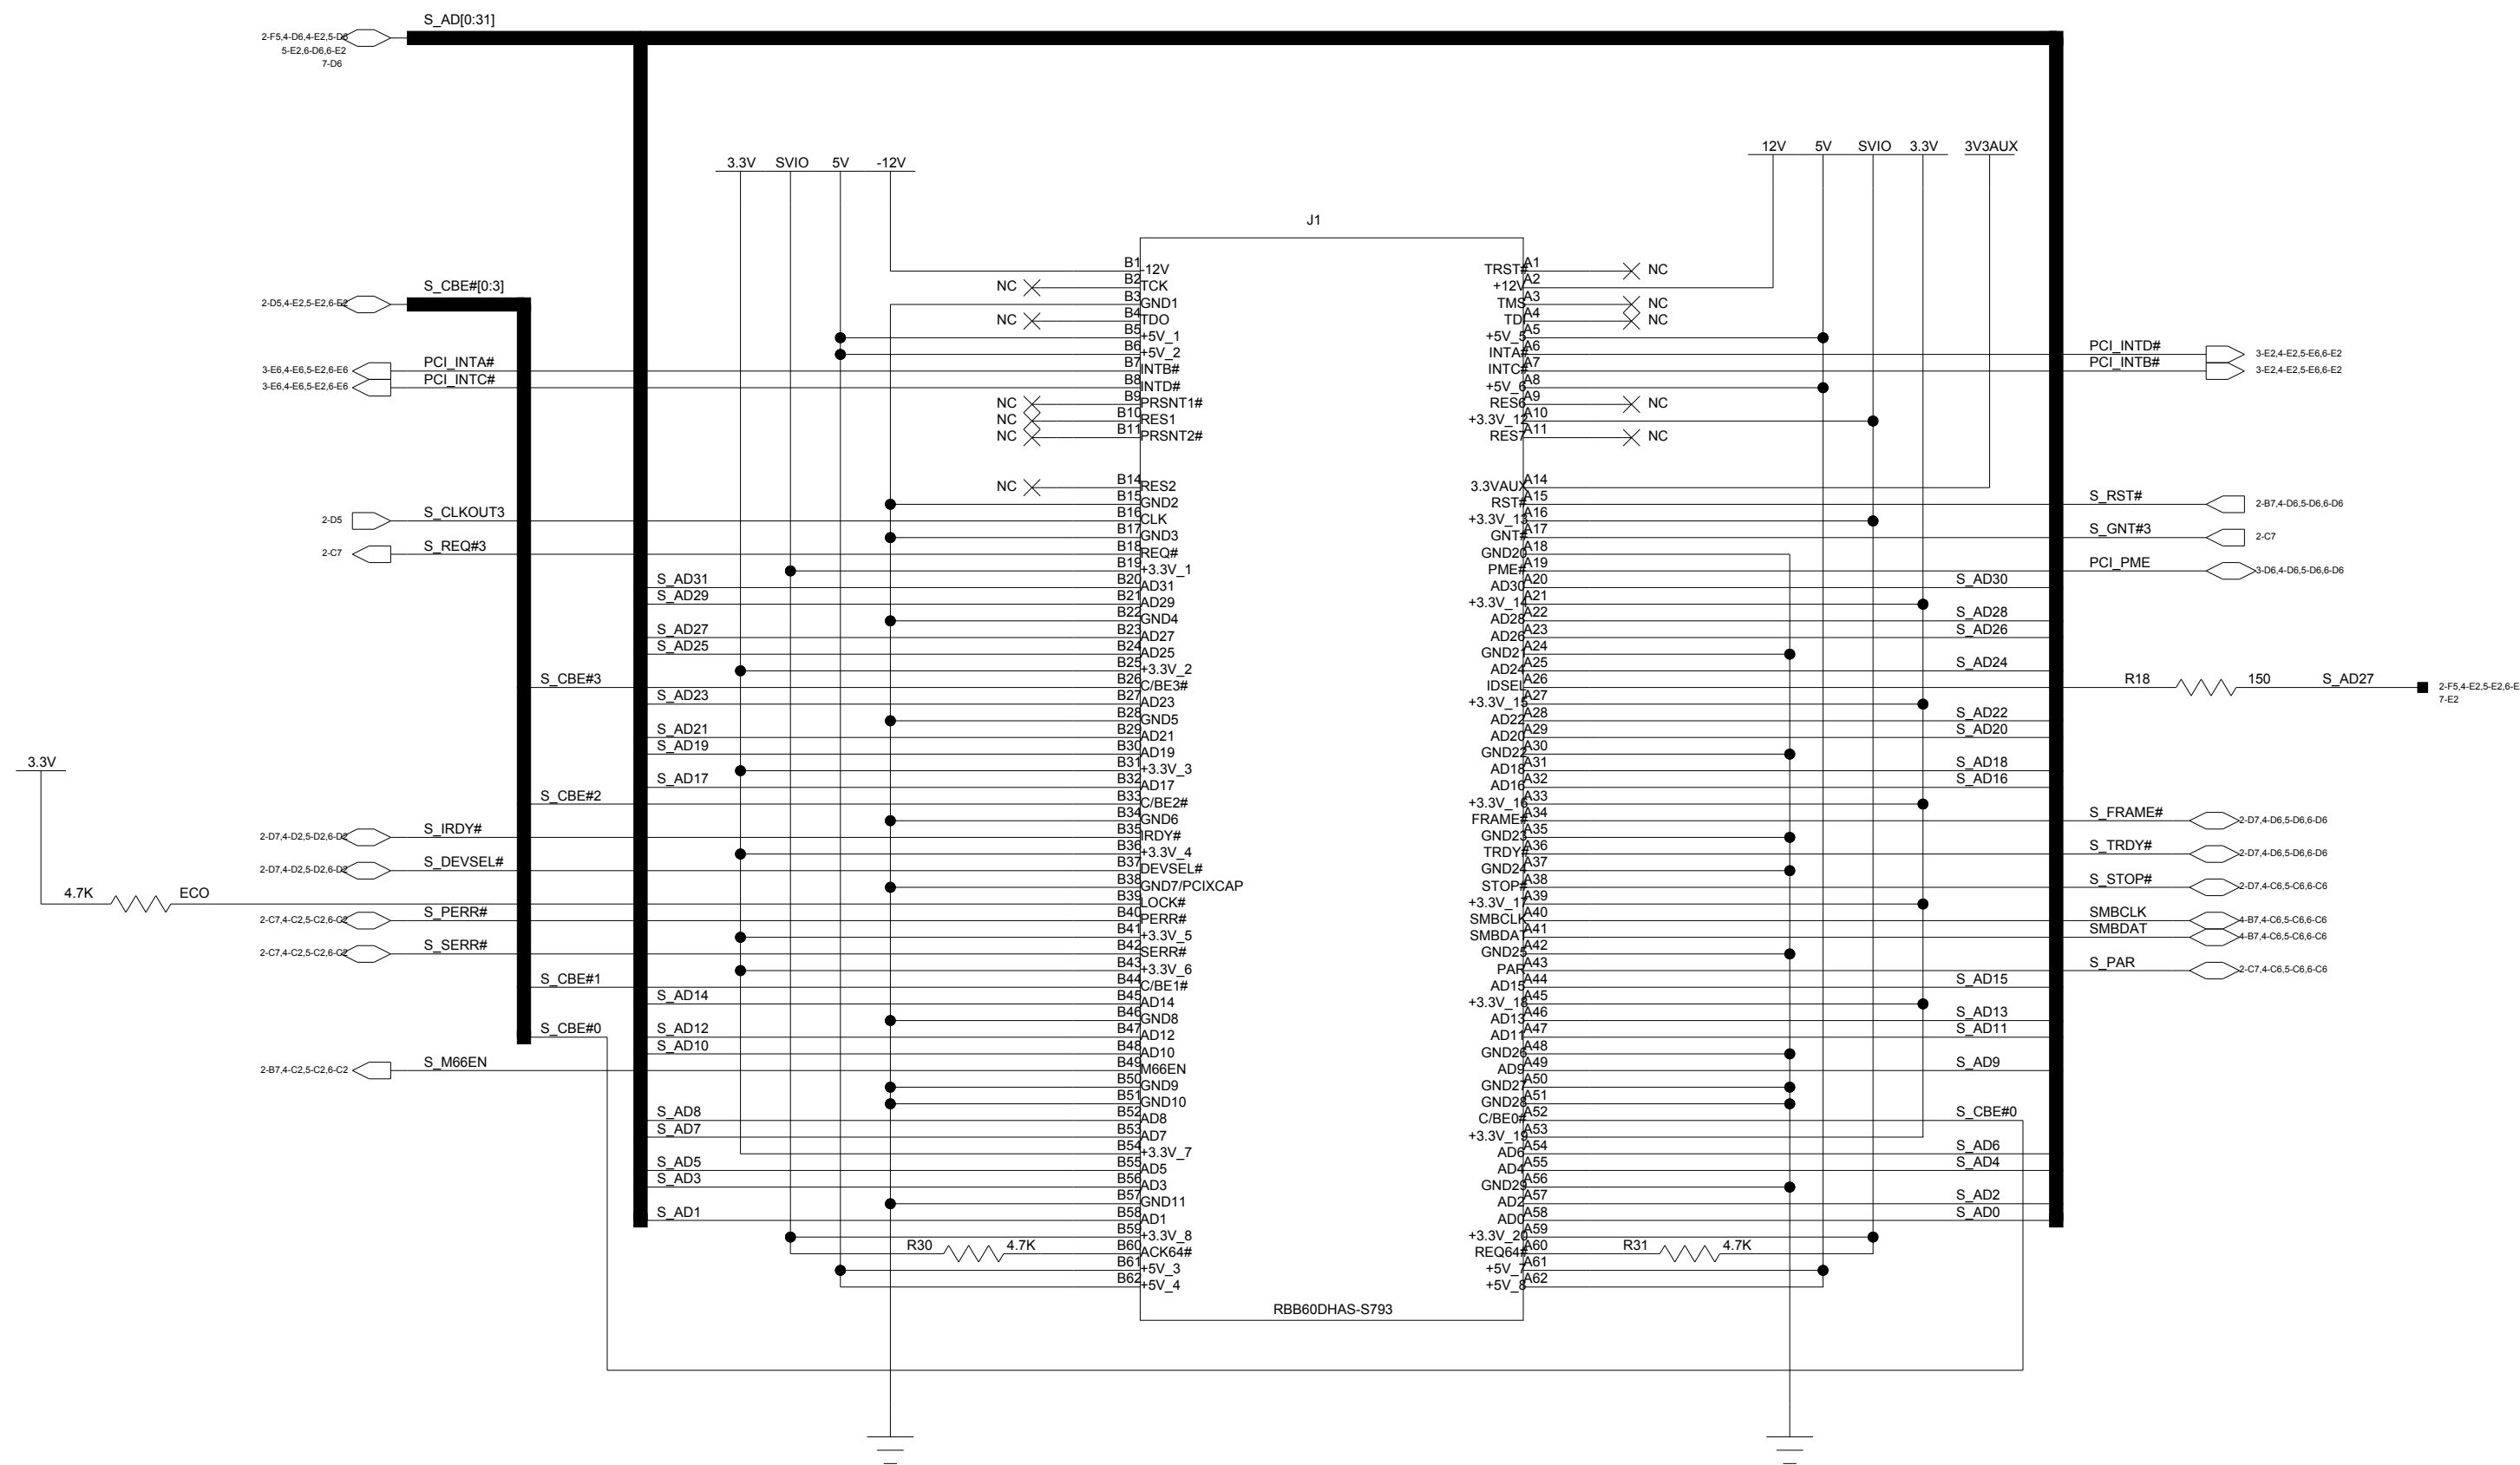 S_AD[0:31]
2-F5,4-D6,4-E2,5-D6
5-E2,6-D6,6-E2
7-D6
12V 5V SVIO 3.3V 3V3AUX
3.3V SVIO 5V -12V
J1
B1 -12V TRST# A1 NC
S_CBE#[0:3] NC B2 TCK +12V A2
2-D5,4-E2,5-E2,6-E2 B3 GND1 TMS A3 NC
NC B4 TDO TDI A4 NC
B5 +5V_1 +5V_5 A5
B6 +5V_2 INTA# A6 PCI_INTD# 3-E2,4-E2,5-E6,6-E2
3-E6,4-E6,5-E2,6-E6 PCI_INTA# B7 INTB# INTC# A7 PCI_INTB# 3-E2,4-E2,5-E6,6-E2
3-E6,4-E6,5-E2,6-E6 PCI_INTC# B8 INTD# +5V_6 A8
NC B9 PRSNT1# RES6 A9 NC
NC B10 RES1 +3.3V_12 A10
NC B11 PRSNT2# RES7 A11 NC
NC B14 RES2 3.3VAUX A14
B15 GND2 RST# A15 S_RST# 2-B7,4-D6,5-D6,6-D6
2-D5 S_CLKOUT3 B16 CLK +3.3V_13 A16
B17 GND3 GNT# A17 S_GNT#3 2-C7
2-C7 S_REQ#3 B18 REQ# GND20 A18
B19 +3.3V_1 PME# A19 PCI_PME 3-D6,4-D6,5-D6,6-D6
S_AD31 B20 AD31 AD30 A20 S_AD30
S_AD29 B21 AD29 +3.3V_14 A21
B22 GND4 AD28 A22 S_AD28
S_AD27 B23 AD27 AD26 A23 S_AD26
S_AD25 B24 AD25 GND21 A24
B25 +3.3V_2 AD24 A25 S_AD24
S_CBE#3 B26 C/BE3# IDSEL A26 R18 150 S_AD27 2-F5,4-E2,5-E2,6-E
7-E2
S_AD23 B27 AD23 +3.3V_15 A27
B28 GND5 AD22 A28 S_AD22
S_AD21 B29 AD21 AD20 A29 S_AD20
S_AD19 B30 AD19 GND22 A30
3.3V B31 +3.3V_3 AD18 A31 S_AD18
S_AD17 B32 AD17 AD16 A32 S_AD16
S_CBE#2 B33 C/BE2# +3.3V_16 A33
B34 GND6 FRAME# A34 S_FRAME# 2-D7,4-D6,5-D6,6-D6
2-D7,4-D2,5-D2,6-D2 S_IRDY# B35 IRDY# GND23 A35
B36 +3.3V_4 TRDY# A36 S_TRDY# 2-D7,4-D6,5-D6,6-D6
2-D7,4-D2,5-D2,6-D2 S_DEVSEL# B37 DEVSEL# GND24 A37
B38 GND7/PCIXCAP STOP# A38 S_STOP# 2-D7,4-C6,5-C6,6-C6
4.7K ECO B39 LOCK# +3.3V_17 A39
2-C7,4-C2,5-C2,6-C2 S_PERR# B40 PERR# SMBCLK A40 SMBCLK 4-B7,4-C6,5-C6,6-C6
B41 +3.3V_5 SMBDAT A41 SMBDAT 4-B7,4-C6,5-C6,6-C6
2-C7,4-C2,5-C2,6-C2 S_SERR# B42 SERR# GND25 A42
B43 +3.3V_6 PAR A43 S_PAR 2-C7,4-C6,5-C6,6-C6
S_CBE#1 B44 C/BE1# AD15 A44 S_AD15
S_AD14 B45 AD14 +3.3V_18 A45
B46 GND8 AD13 A46 S_AD13
S_CBE#0 S_AD12 B47 AD12 AD11 A47 S_AD11
S_AD10 B48 AD10 GND26 A48
2-B7,4-C2,5-C2,6-C2 S_M66EN B49 M66EN AD9 A49 S_AD9
B50 GND9 GND27 A50
B51 GND10 GND28 A51
S_AD8 B52 AD8 C/BE0# A52 S_CBE#0
S_AD7 B53 AD7 +3.3V_19 A53
B54 +3.3V_7 AD6 A54 S_AD6
S_AD5 B55 AD5 AD4 A55 S_AD4
S_AD3 B56 AD3 GND29 A56
B57 GND11 AD2 A57 S_AD2
S_AD1 B58 AD1 AD0 A58 S_AD0
B59 +3.3V_8 +3.3V_20 A59
R30 4.7K B60 ACK64# REQ64# A60 R31 4.7K
B61 +5V_3 +5V_7 A61
B62 +5V_4 +5V_8 A62
RBB60DHAS-S793